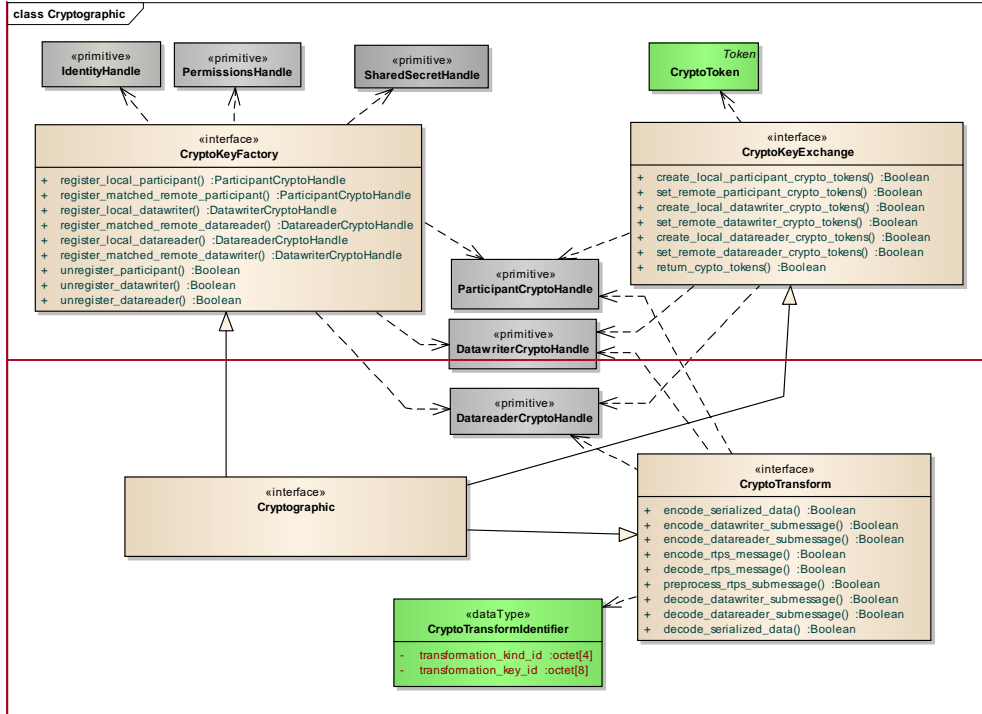 class Cryptographic
«primitive»
IdentityHandle
«primitive»
PermissionsHandle
«primitive»
SharedSecretHandle
Token
CryptoToken
«interface»
CryptoKeyFactory
+ register_local_participant() :ParticipantCryptoHandle
+ register_matched_remote_participant() :ParticipantCryptoHandle
+ register_local_datawriter() :DatawriterCryptoHandle
+ register_matched_remote_datareader() :DatareaderCryptoHandle
+ register_local_datareader() :DatareaderCryptoHandle
+ register_matched_remote_datawriter() :DatawriterCryptoHandle
+ unregister_participant() :Boolean
+ unregister_datawriter() :Boolean
+ unregister_datareader() :Boolean
«interface»
CryptoKeyExchange
+ create_local_participant_crypto_tokens() :Boolean
+ set_remote_participant_crypto_tokens() :Boolean
+ create_local_datawriter_crypto_tokens() :Boolean
+ set_remote_datawriter_crypto_tokens() :Boolean
+ create_local_datareader_crypto_tokens() :Boolean
+ set_remote_datareader_crypto_tokens() :Boolean
+ return_cypto_tokens() :Boolean
«primitive»
ParticipantCryptoHandle
«primitive»
DatawriterCryptoHandle
«primitive»
DatareaderCryptoHandle
«interface»
Cryptographic
«interface»
CryptoTransform
+ encode_serialized_data() :Boolean
+ encode_datawriter_submessage() :Boolean
+ encode_datareader_submessage() :Boolean
+ encode_rtps_message() :Boolean
+ decode_rtps_message() :Boolean
+ preprocess_rtps_submessage() :Boolean
+ decode_datawriter_submessage() :Boolean
+ decode_datareader_submessage() :Boolean
+ decode_serialized_data() :Boolean
«dataType»
CryptoTransformIdentifier
- transformation_kind_id :octet[4]
- transformation_key_id :octet[8]